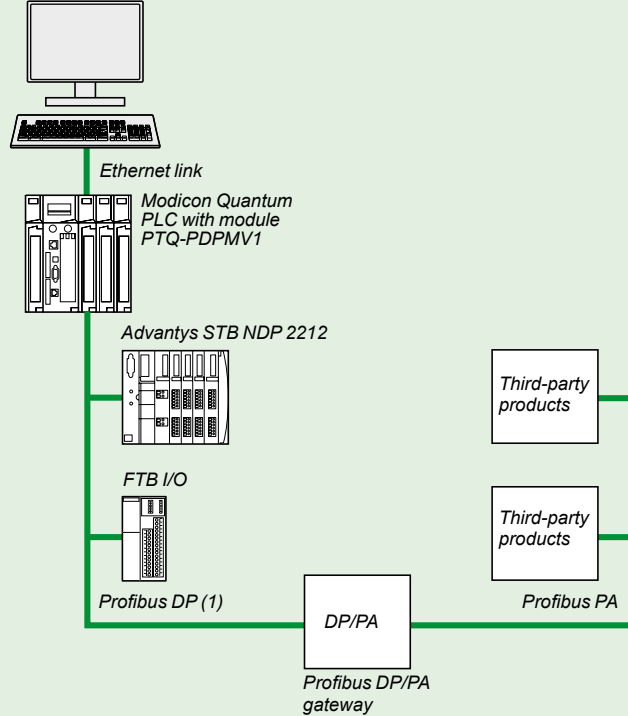 Ethernet link
Modicon Quantum
PLC with module
PTQ-PDPMV1
Advantys STB NDP 2212
Third-party
products
FTB I/O
Third-party
products
Profibus DP (1)
Profibus PA
DP/PA
Profibus DP/PA
gateway